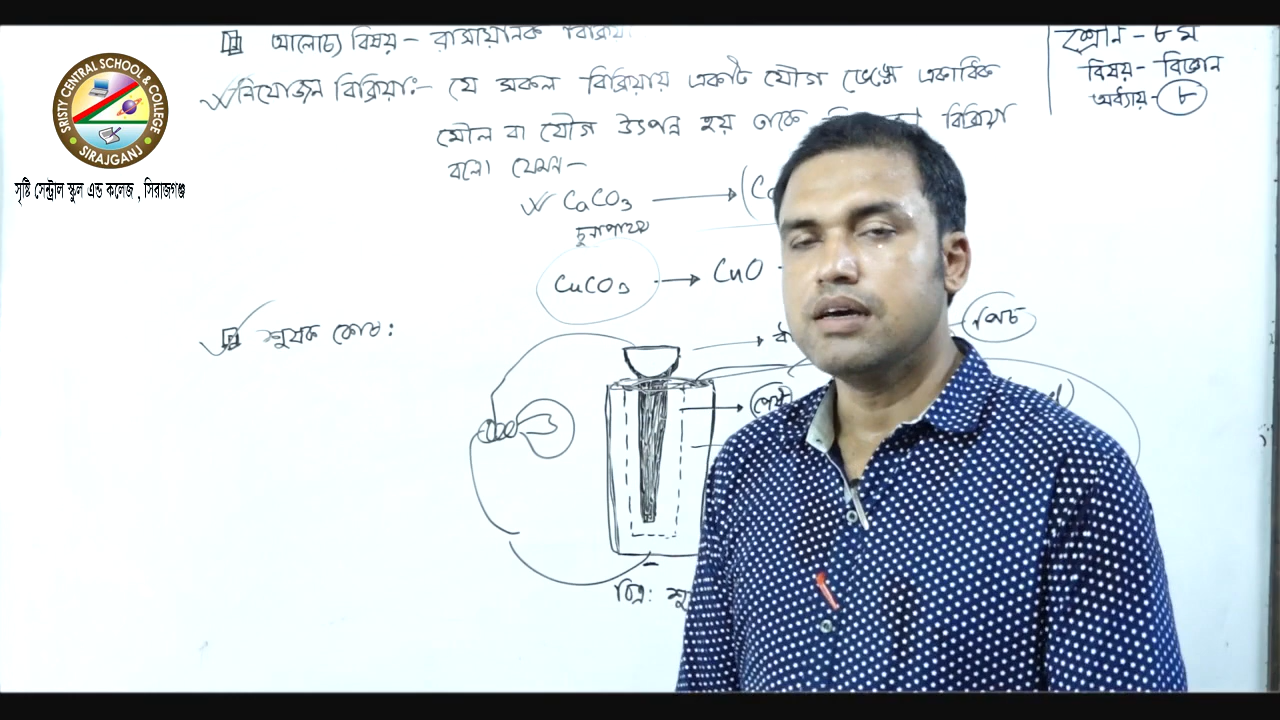 SRISTY CENTRAL SCHOOL & COLLEGE
SIRAJGANJ
সৃষ্টি সেন্ট্রাল স্কুল এন্ড কলেজ , সিরাজগঞ্জ
আলোচ্য বিষয় - রাসায়নিক বিক্রিয়া
শ্রেনি - ৮ম
বিষয় - বিজ্ঞান
অধ্যায় - ৮
বিযোজন বিক্রিয়া :- যে সকল বিক্রিয়ায় একটি যৌগ ভেঙ্গে একাধিক
মৌল বা যৌগ উৎপন্ন হয় তাকে বিক্রিয়া
বলে। যেমন -
CaCO3 → (Ca
চুনাপাথর
CuCO3 → CuO
শুষ্ক কোষ :
পিচ
চিত্র : শু